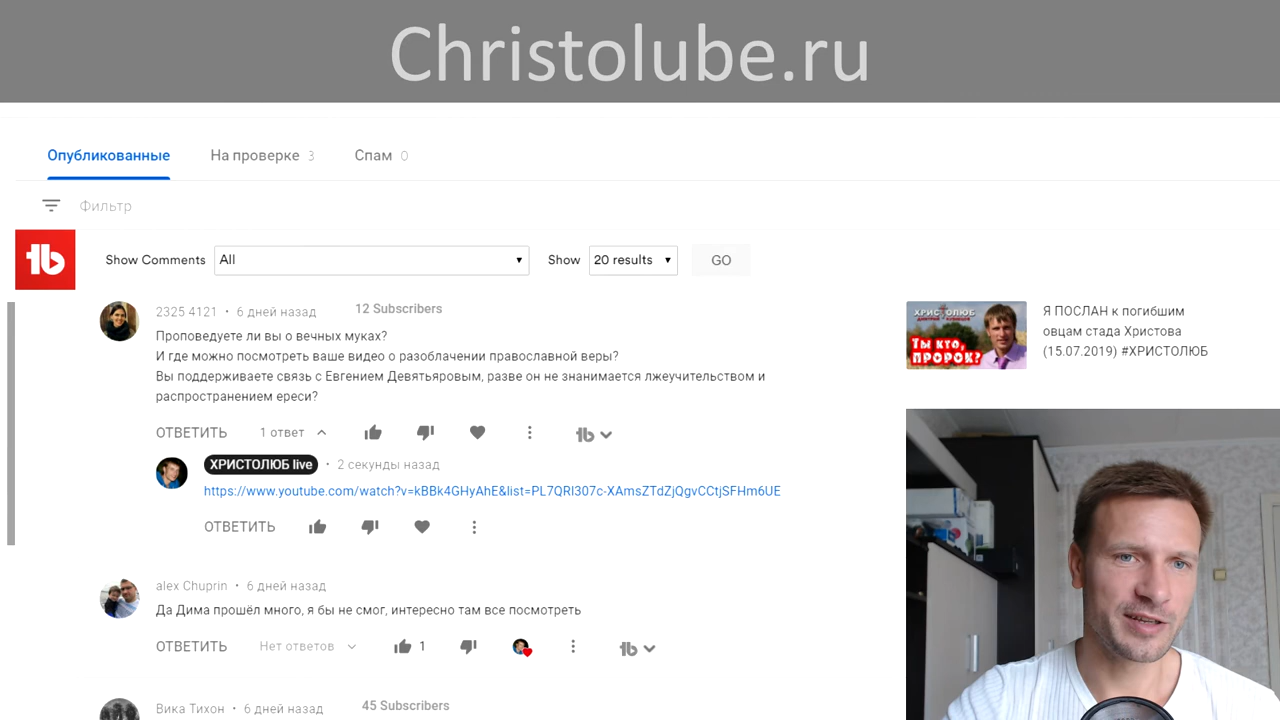 Christolube.ru
Опубликованные
На проверке 3
Спам 0
Фильтр
Show Comments All Show 20 results GO
2325 4121 • 6 дней назад 12 Subscribers
Проповедуете ли вы о вечных муках?
И где можно посмотреть ваше видео о разоблачении православной веры?
Вы поддерживаете связь с Евгением Девятьяровым, разве он не знанимается лжеучительством и
распространением ереси?
ОТВЕТИТЬ 1 ответ
ХРИСТОЛЮБ live • 2 секунды назад
https://www.youtube.com/watch?v=kBBk4GHyAhE&list=PL7QRl307c-XAmsZTdZjQgvCCtjSFHm6UE
ОТВЕТИТЬ
alex Chuprin • 6 дней назад
Да Дима прошёл много, я бы не смог, интересно там все посмотреть
ОТВЕТИТЬ Нет ответов 1
Вика Тихон • 6 дней назад 45 Subscribers
ХРИСТОЛЮБ
ТЫ КТО,
ПРОРОК?
Я ПОСЛАН к погибшим
овцам стада Христова
(15.07.2019) #ХРИСТОЛЮБ